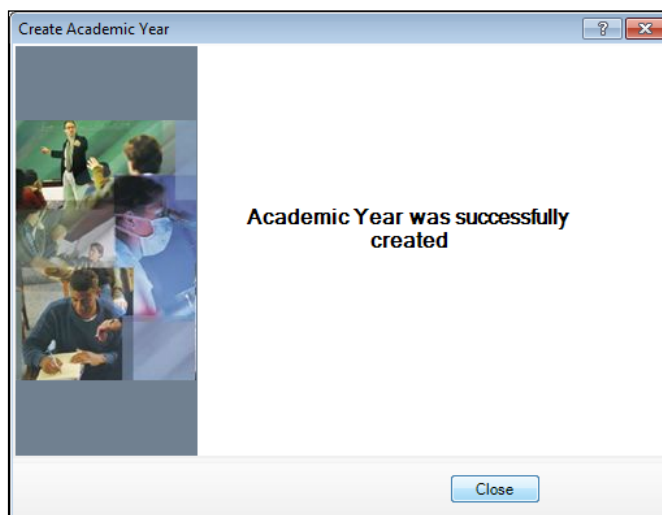 Create Academic Year
?
Academic Year was successfully
created
Close